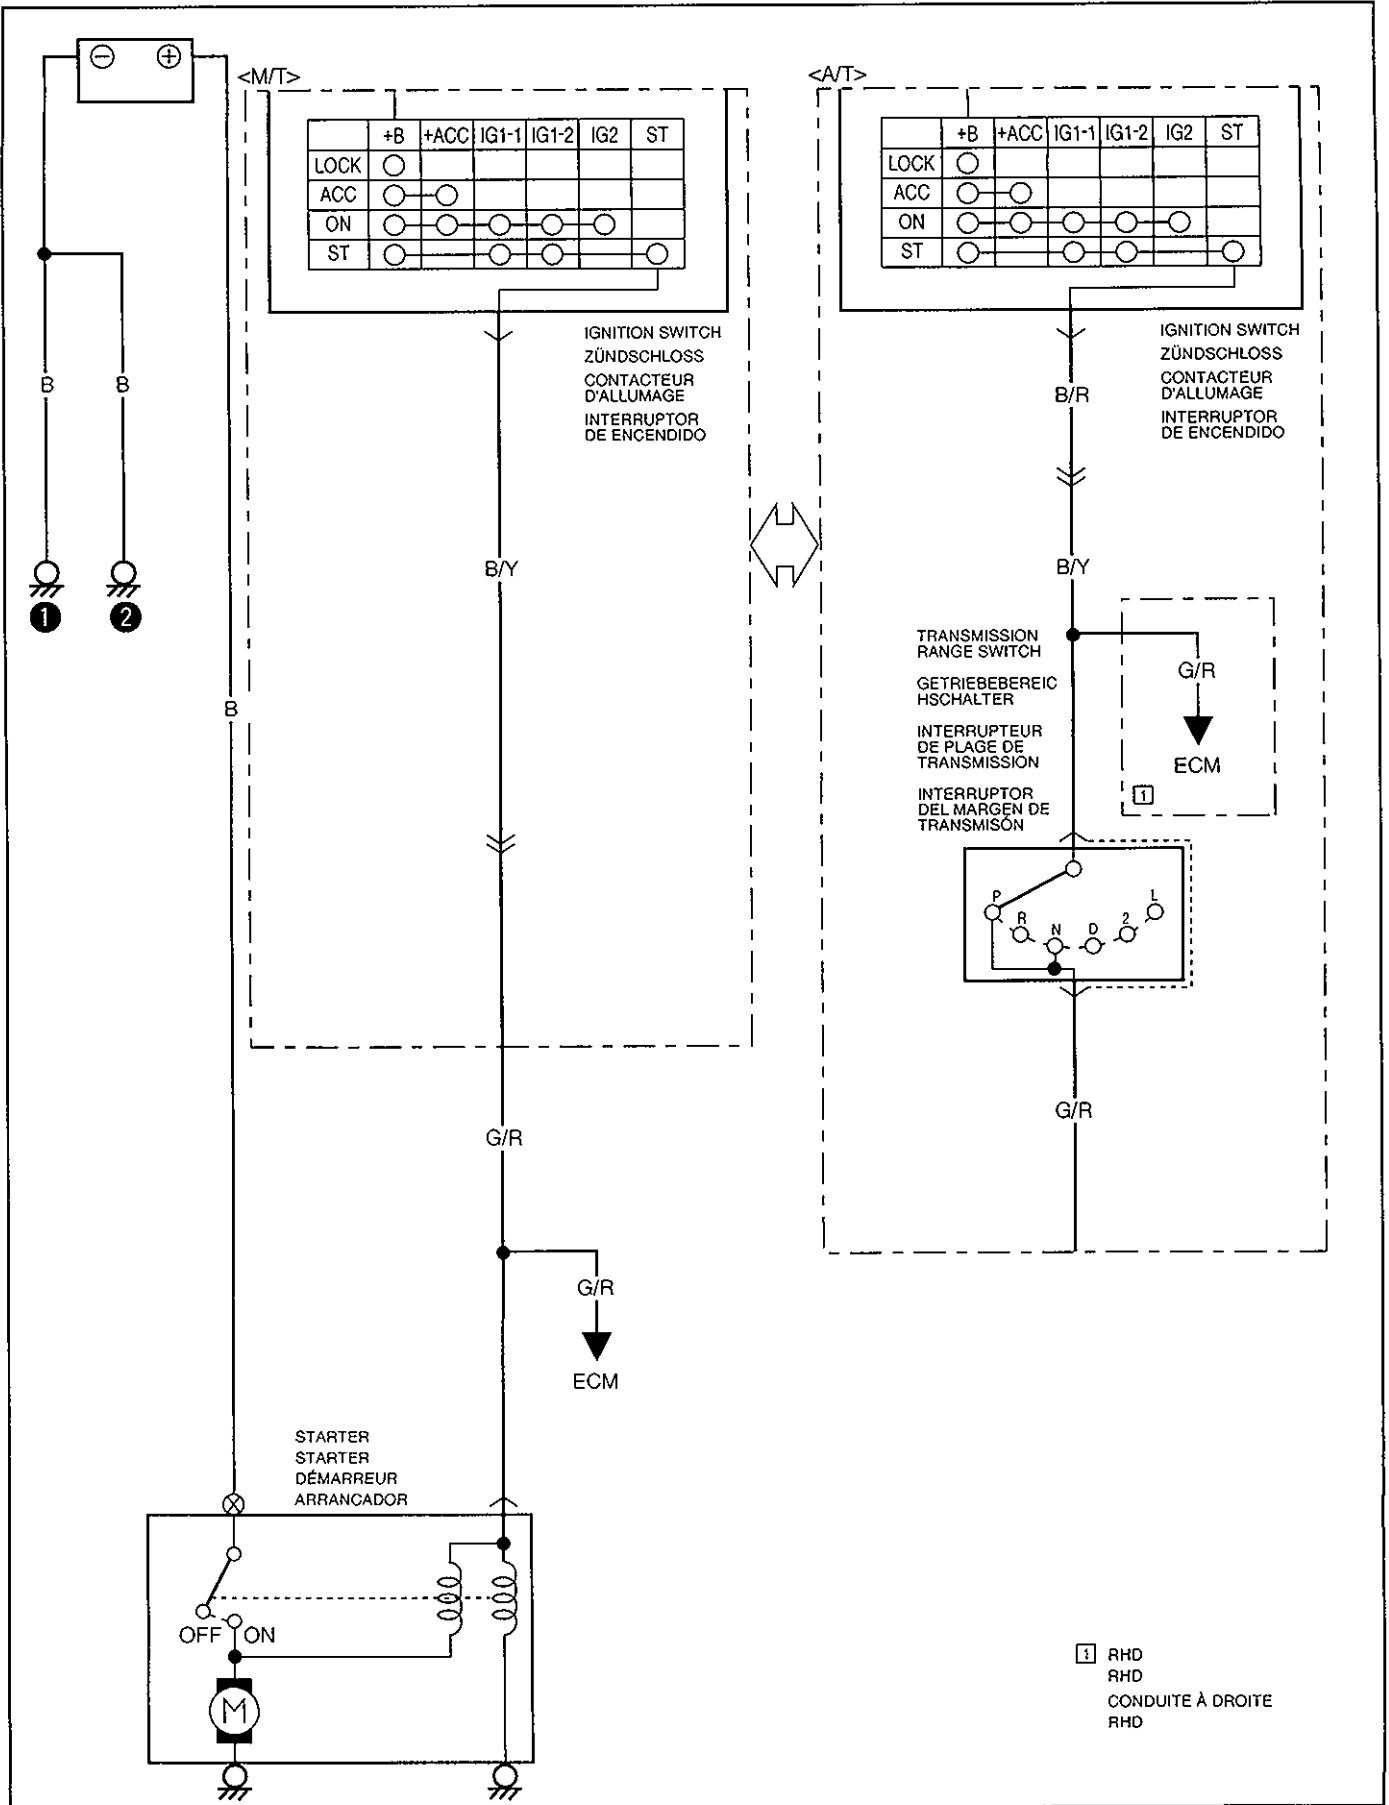 ⊖ ⊕
<M/T>
+B +ACC IG1-1 IG1-2 IG2 ST
LOCK
ACC
ON
ST
IGNITION SWITCH
ZÜNDSCHLOSS
CONTACTEUR
D'ALLUMAGE
INTERRUPTOR
DE ENCENDIDO
<A/T>
+B +ACC IG1-1 IG1-2 IG2 ST
LOCK
ACC
ON
ST
IGNITION SWITCH
ZÜNDSCHLOSS
CONTACTEUR
D'ALLUMAGE
INTERRUPTOR
DE ENCENDIDO
B
B
1
2
B
B/Y
B/R
B/Y
TRANSMISSION
RANGE SWITCH
GETRIEBEBEREIC
HSCHALTER
INTERRUPTEUR
DE PLAGE DE
TRANSMISSION
INTERRUPTOR
DEL MARGEN DE
TRANSMISÓN
G/R
ECM
1
P R N D 2 L
G/R
G/R
G/R
ECM
STARTER
STARTER
DÉMARREUR
ARRANCADOR
OFF ON
M
1 RHD
RHD
CONDUITE À DROITE
RHD